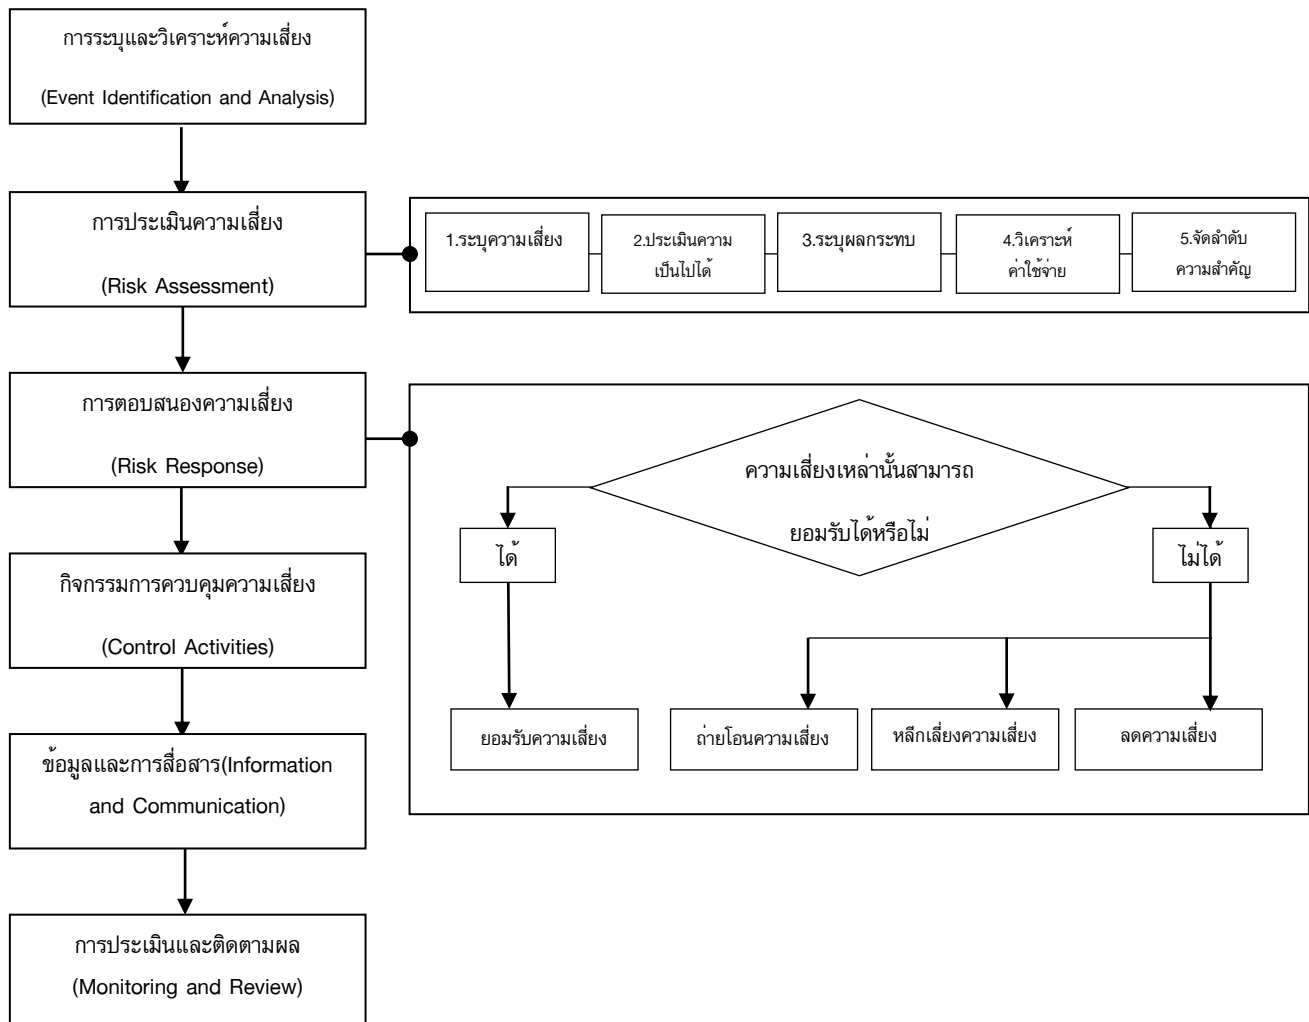 การระบุและวิเคราะห์ความเสี่ยง
(Event Identification and Analysis)
การประเมินความเสี่ยง
(Risk Assessment)
1.ระบุความเสี่ยง
2.ประเมินความ
เป็นไปได้
3.ระบุผลกระทบ
4.วิเคราะห์
ค่าใช้จ่าย
5.จัดลำดับ
ความสำคัญ
การตอบสนองความเสี่ยง
(Risk Response)
ความเสี่ยงเหล่านั้นสามารถ
ยอมรับได้หรือไม่
ได้
ไม่ได้
ยอมรับความเสี่ยง
ถ่ายโอนความเสี่ยง
หลีกเลี่ยงความเสี่ยง
ลดความเสี่ยง
กิจกรรมการควบคุมความเสี่ยง
(Control Activities)
ข้อมูลและการสื่อสาร(Information
and Communication)
การประเมินและติดตามผล
(Monitoring and Review)